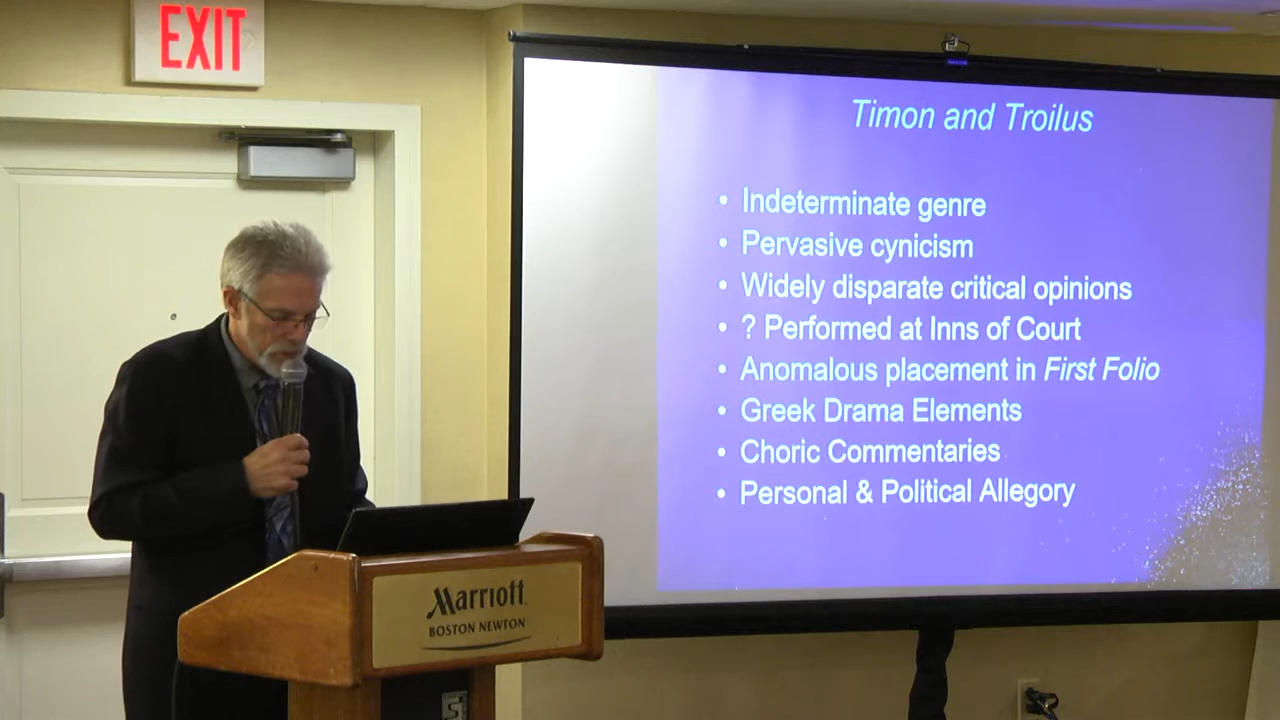 EXIT
Timon and Troilus
• Indeterminate genre
• Pervasive cynicism
• Widely disparate critical opinions
• ? Performed at Inns of Court
• Anomalous placement in First Folio
• Greek Drama Elements
• Choric Commentaries
• Personal & Political Allegory
Marriott
BOSTON NEWTON